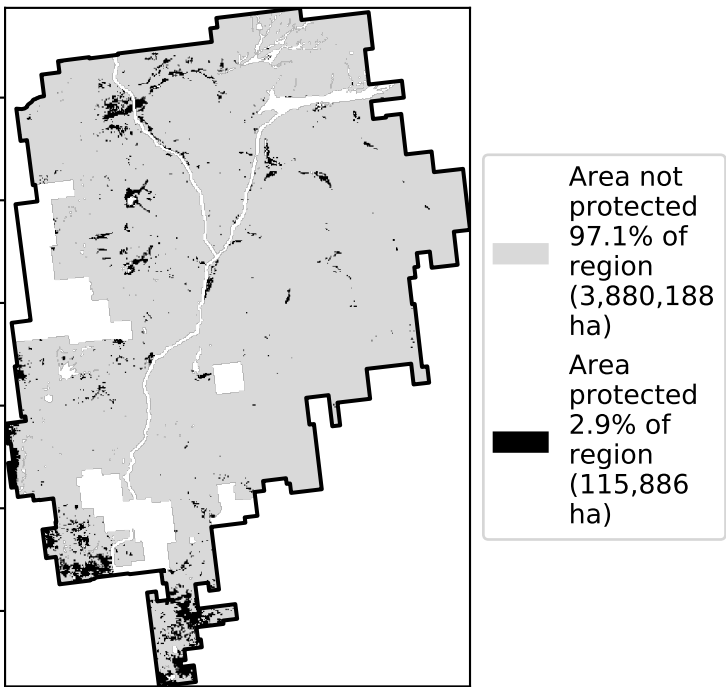 Area not
protected
97.1% of
region
(3,880,188
ha)
Area
protected
2.9% of
region
(115,886
ha)